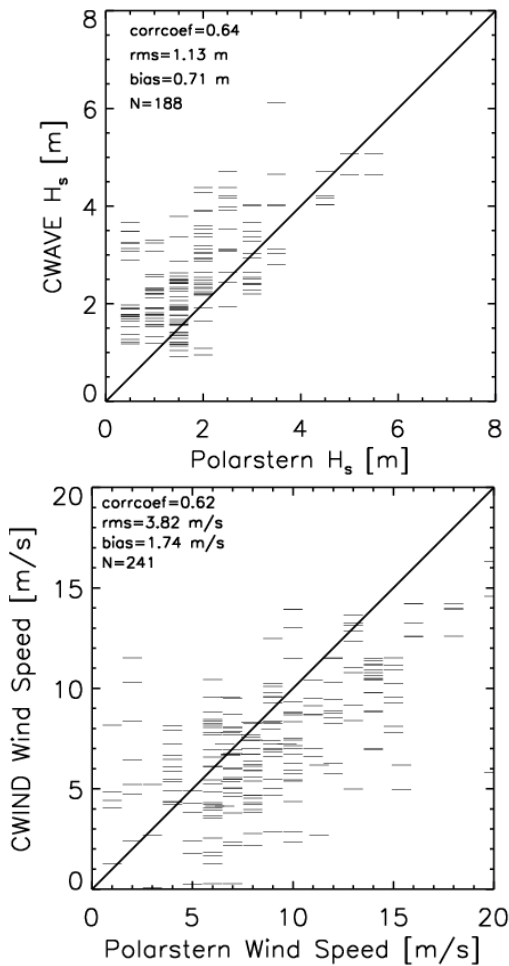 8
corrcoef=0.64
rms=1.13 m
bias=0.71 m
N=188
6
CWAVE Hs [m]
4
2
0
0 2 4 6 8
Polarstern Hs [m]
20
corrcoef=0.62
rms=3.82 m/s
bias=1.74 m/s
N=241
15
CWIND Wind Speed [m/s]
10
5
0
0 5 10 15 20
Polarstern Wind Speed [m/s]